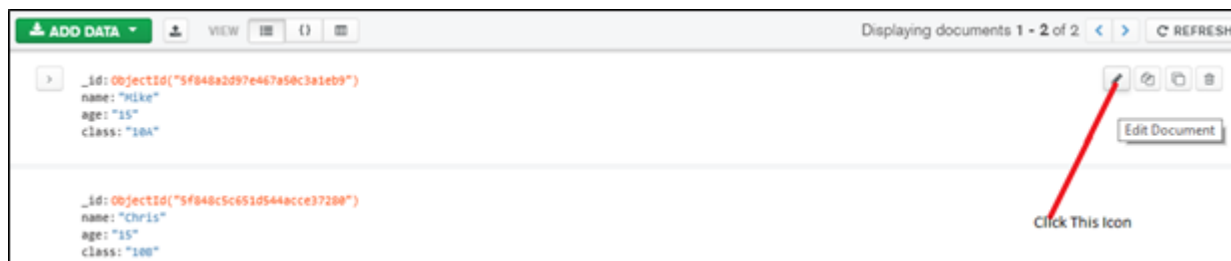 ADD DATA VIEW {} Displaying documents 1 - 2 of 2 < > REFRESH
> _id: ObjectId("5f848a2d97e467a50c3a1eb9")
name: "Mike"
age: "15"
class: "10A"
Edit Document
_id: ObjectId("5f848c5c651d544acce37280")
name: "Chris"
age: "15"
class: "10B"
Click This Icon